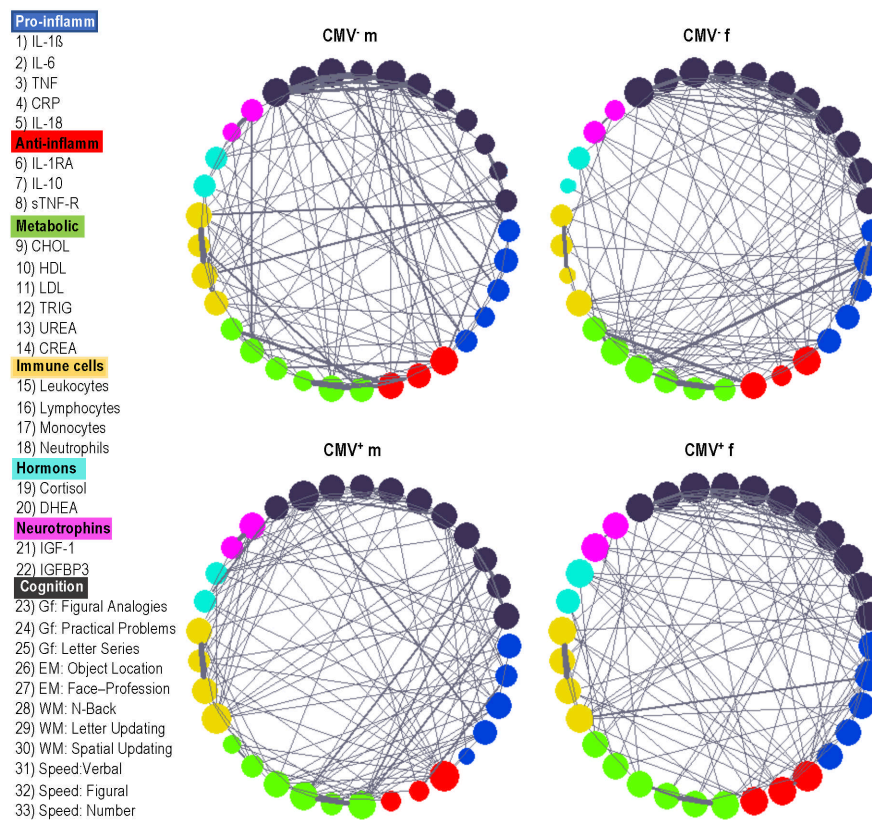 Pro-inflamm
1) IL-1ß
2) IL-6
3) TNF
4) CRP
5) IL-18
Anti-inflamm
6) IL-1RA
7) IL-10
8) sTNF-R
Metabolic
9) CHOL
10) HDL
11) LDL
12) TRIG
13) UREA
14) CREA
Immune cells
15) Leukocytes
16) Lymphocytes
17) Monocytes
18) Neutrophils
Hormons
19) Cortisol
20) DHEA
Neurotrophins
21) IGF-1
22) IGFBP3
Cognition
23) Gf: Figural Analogies
24) Gf: Practical Problems
25) Gf: Letter Series
26) EM: Object Location
27) EM: Face–Profession
28) WM: N-Back
29) WM: Letter Updating
30) WM: Spatial Updating
31) Speed:Verbal
32) Speed: Figural
33) Speed: Number
CMV⁻ m
CMV⁻ f
CMV⁺ m
CMV⁺ f